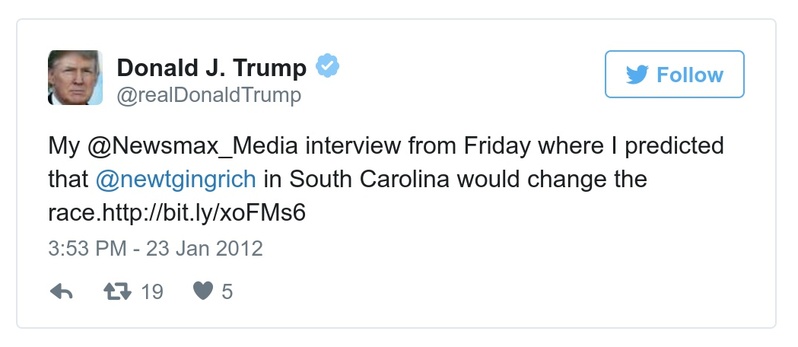 Donald J. Trump
@realDonaldTrump
Follow
My @Newsmax_Media interview from Friday where I predicted
that @newtgingrich in South Carolina would change the
race.http://bit.ly/xoFMs6
3:53 PM - 23 Jan 2012
19 5